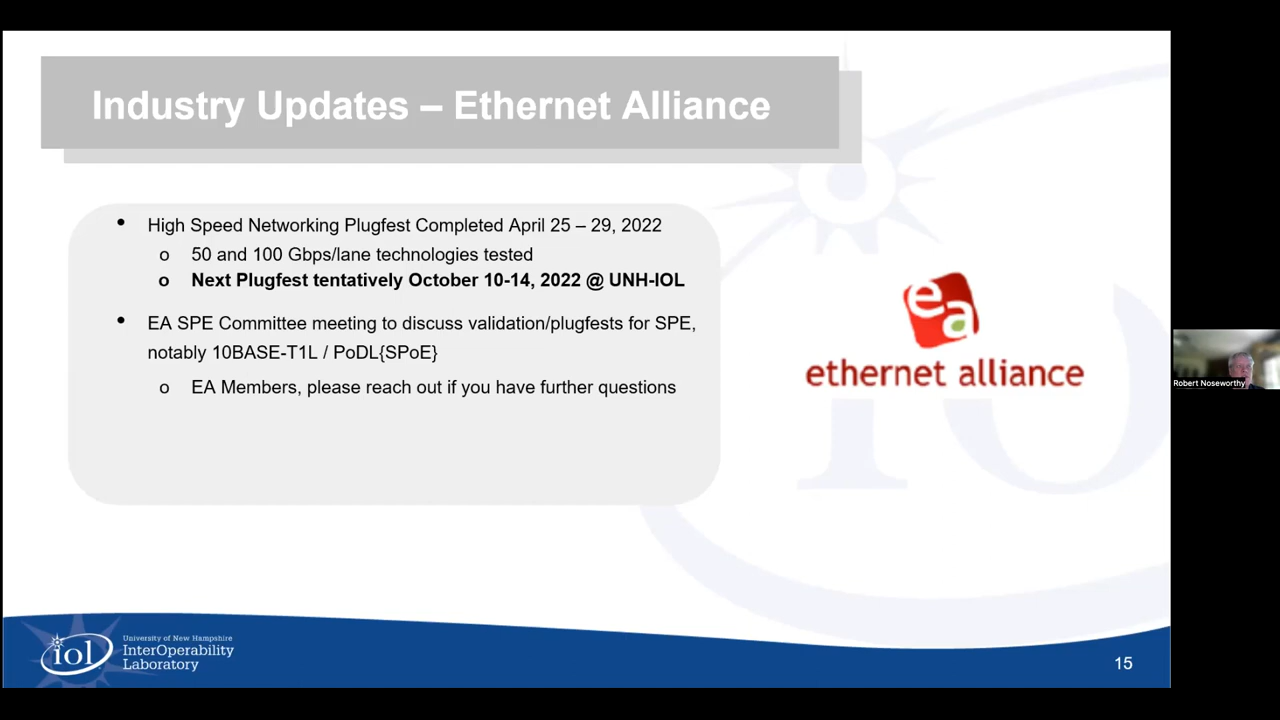 Industry Updates – Ethernet Alliance
• High Speed Networking Plugfest Completed April 25 – 29, 2022
o 50 and 100 Gbps/lane technologies tested
o Next Plugfest tentatively October 10-14, 2022 @ UNH-IOL
• EA SPE Committee meeting to discuss validation/plugfests for SPE,
notably 10BASE-T1L / PoDL{SPoE}
o EA Members, please reach out if you have further questions
ea
ethernet alliance
Robert Noseworthy
iol
University of New Hampshire
InterOperability
Laboratory
15